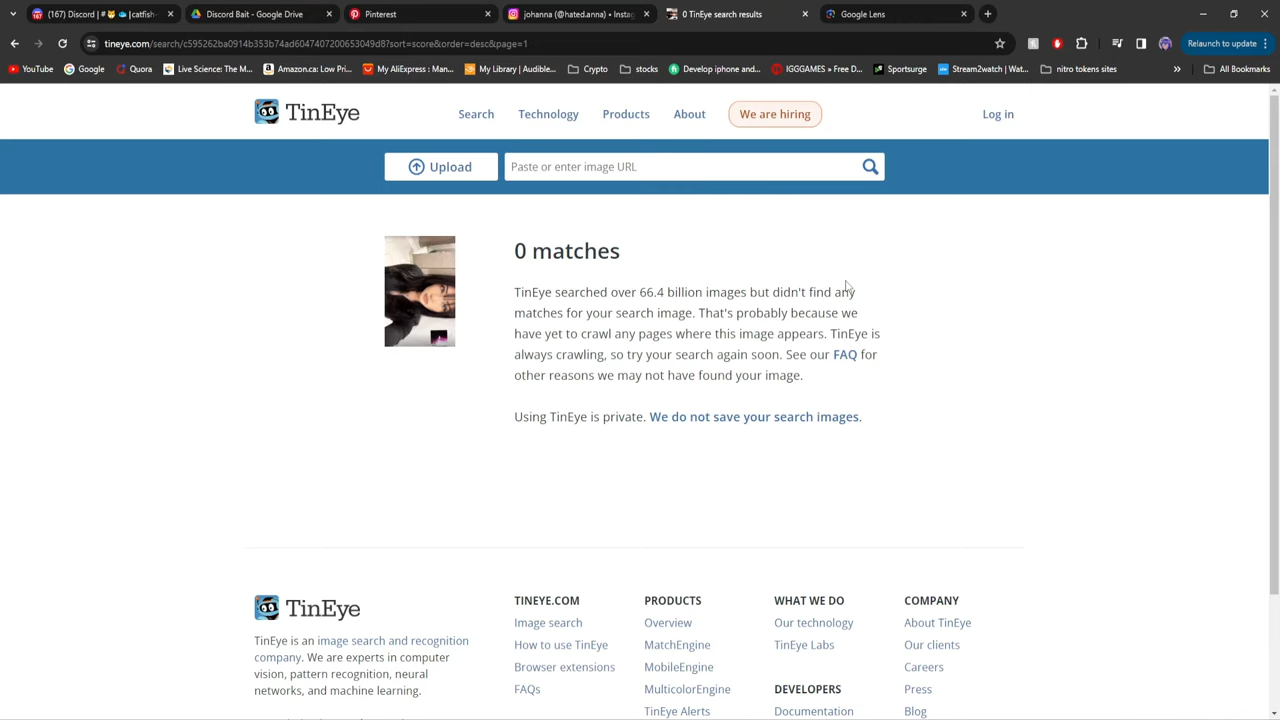 (167) Discord | #🐱🐟|catfish-
Discord Bait - Google Drive
Pinterest
johanna (@hated.anna) • Instag
0 TinEye search results
Google Lens
tineye.com/search/c595262ba0914b353b74ad6047407200653049d8?sort=score&order=desc&page=1
Relaunch to update
YouTube
Google
Quora
Live Science: The M...
Amazon.ca: Low Pri...
My AliExpress : Man...
My Library | Audible...
Crypto
stocks
Develop iphone and...
IGGGAMES » Free D...
Sportsurge
Stream2watch | Wat...
nitro tokens sites
»
All Bookmarks
TinEye
Search
Technology
Products
About
We are hiring
Log in
Upload
Paste or enter image URL
0 matches
TinEye searched over 66.4 billion images but didn't find any
matches for your search image. That's probably because we
have yet to crawl any pages where this image appears. TinEye is
always crawling, so try your search again soon. See our FAQ for
other reasons we may not have found your image.
Using TinEye is private. We do not save your search images.
TinEye
TinEye is an image search and recognition
company. We are experts in computer
vision, pattern recognition, neural
networks, and machine learning.
TINEYE.COM
Image search
How to use TinEye
Browser extensions
FAQs
PRODUCTS
Overview
MatchEngine
MobileEngine
MulticolorEngine
TinEye Alerts
WHAT WE DO
Our technology
TinEye Labs
DEVELOPERS
Documentation
COMPANY
About TinEye
Our clients
Careers
Press
Blog